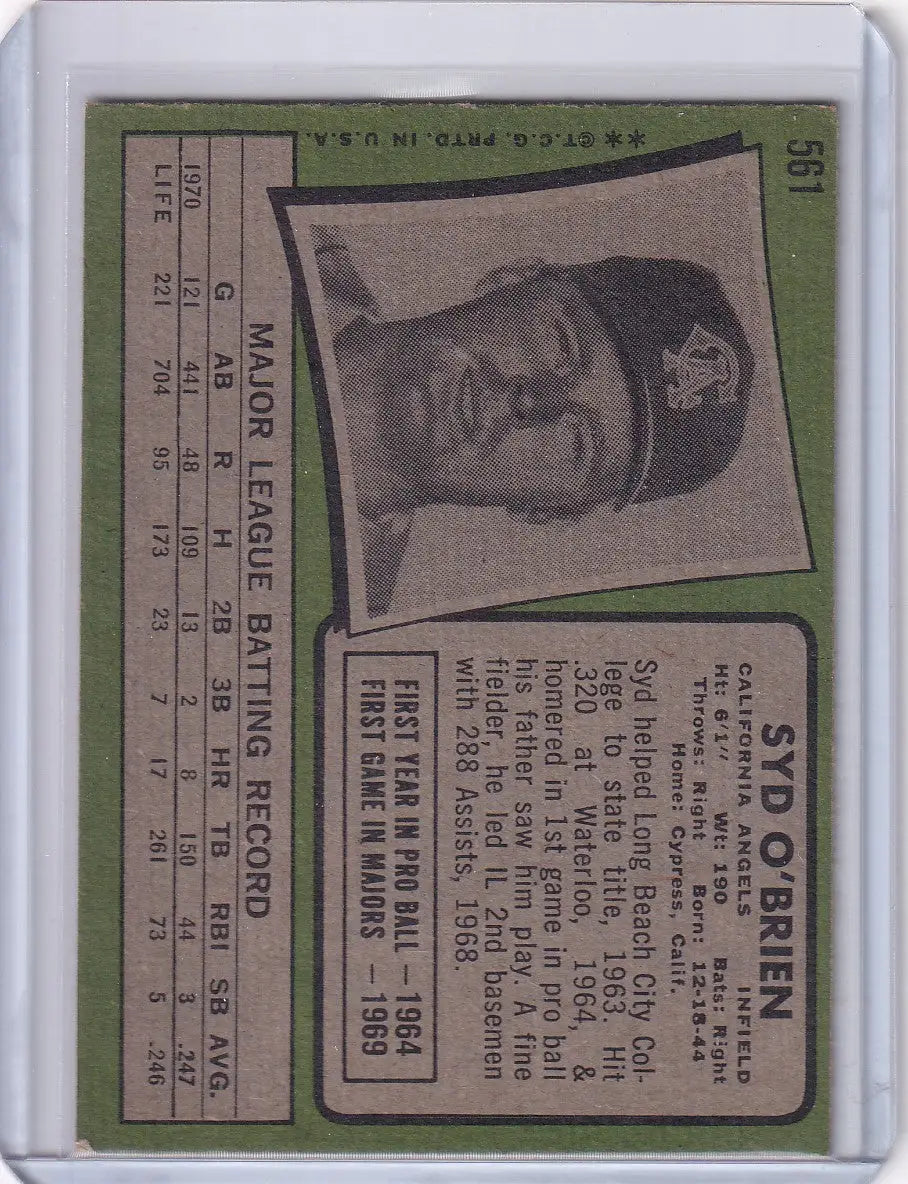 561
** ©T.C.G. PRTD. IN U.S.A.
CA
SYD O'BRIEN
CALIFORNIA ANGELS INFIELD
Ht: 6'1" Wt: 190 Bats: Right
Throws: Right Born: 12-18-44
Home: Cypress, Calif.
Syd helped Long Beach City Col-
lege to state title, 1963. Hit
.320 at Waterloo, 1964, &
homered in 1st game in pro ball
his father saw him play. A fine
fielder, he led IL 2nd basemen
with 288 Assists, 1968.
FIRST YEAR IN PRO BALL — 1964
FIRST GAME IN MAJORS — 1969
MAJOR LEAGUE BATTING RECORD
G AB R H 2B 3B HR TB RBI SB AVG.
1970 121 441 48 109 13 2 8 150 44 3 .247
LIFE 221 704 95 173 23 7 17 261 73 5 .246